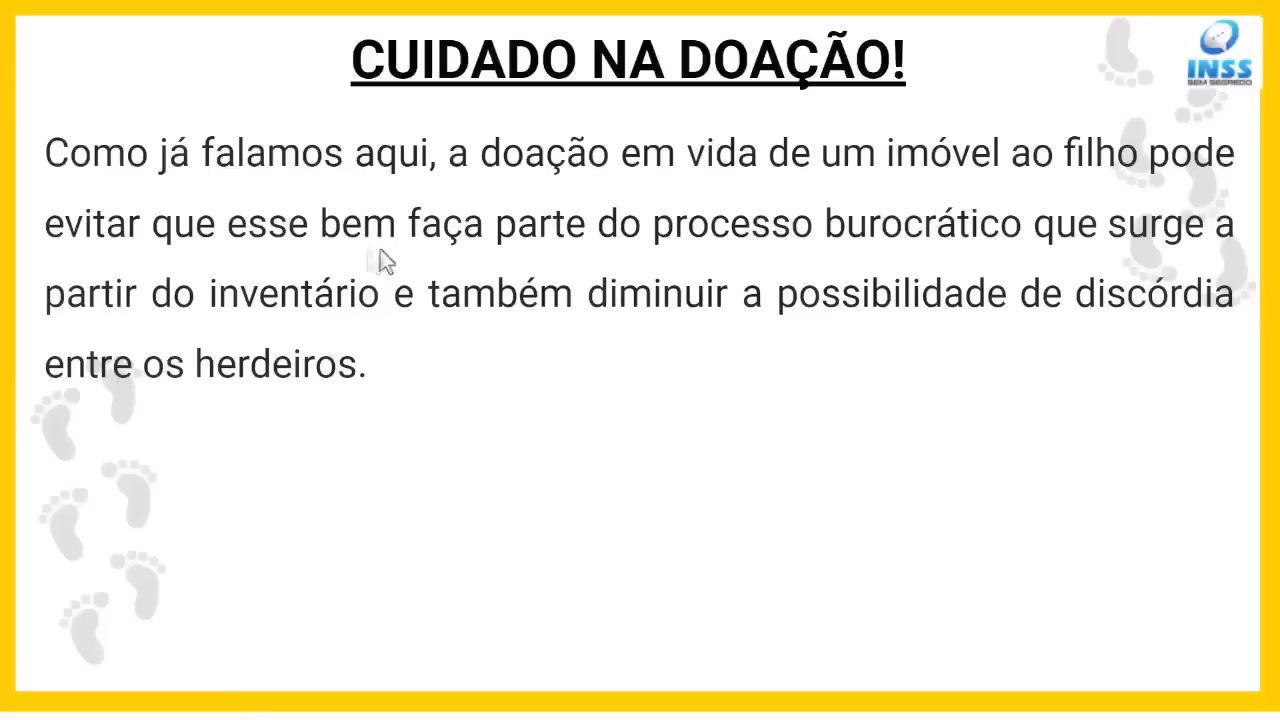 CUIDADO NA DOAÇÃO!
INSS
SEM SEGREDO
Como já falamos aqui, a doação em vida de um imóvel ao filho pode
evitar que esse bem faça parte do processo burocrático que surge a
partir do inventário e também diminuir a possibilidade de discórdia
entre os herdeiros.